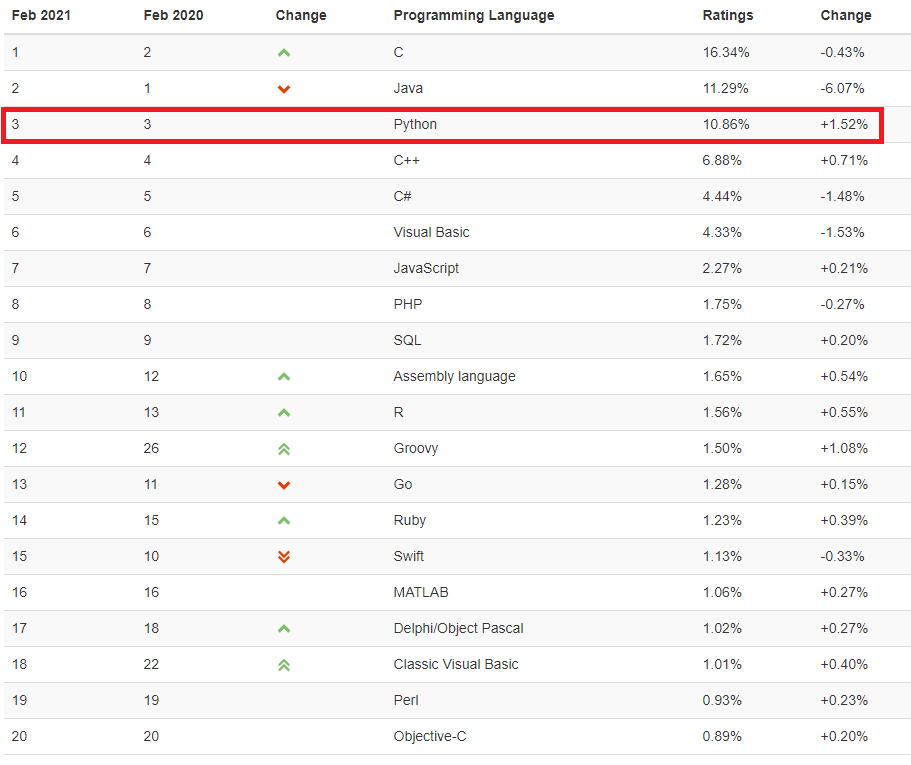 Feb 2021 Feb 2020 Change Programming Language Ratings Change
1 2 C 16.34% -0.43%
2 1 Java 11.29% -6.07%
3 3 Python 10.86% +1.52%
4 4 C++ 6.88% +0.71%
5 5 C# 4.44% -1.48%
6 6 Visual Basic 4.33% -1.53%
7 7 JavaScript 2.27% +0.21%
8 8 PHP 1.75% -0.27%
9 9 SQL 1.72% +0.20%
10 12 Assembly language 1.65% +0.54%
11 13 R 1.56% +0.55%
12 26 Groovy 1.50% +1.08%
13 11 Go 1.28% +0.15%
14 15 Ruby 1.23% +0.39%
15 10 Swift 1.13% -0.33%
16 16 MATLAB 1.06% +0.27%
17 18 Delphi/Object Pascal 1.02% +0.27%
18 22 Classic Visual Basic 1.01% +0.40%
19 19 Perl 0.93% +0.23%
20 20 Objective-C 0.89% +0.20%